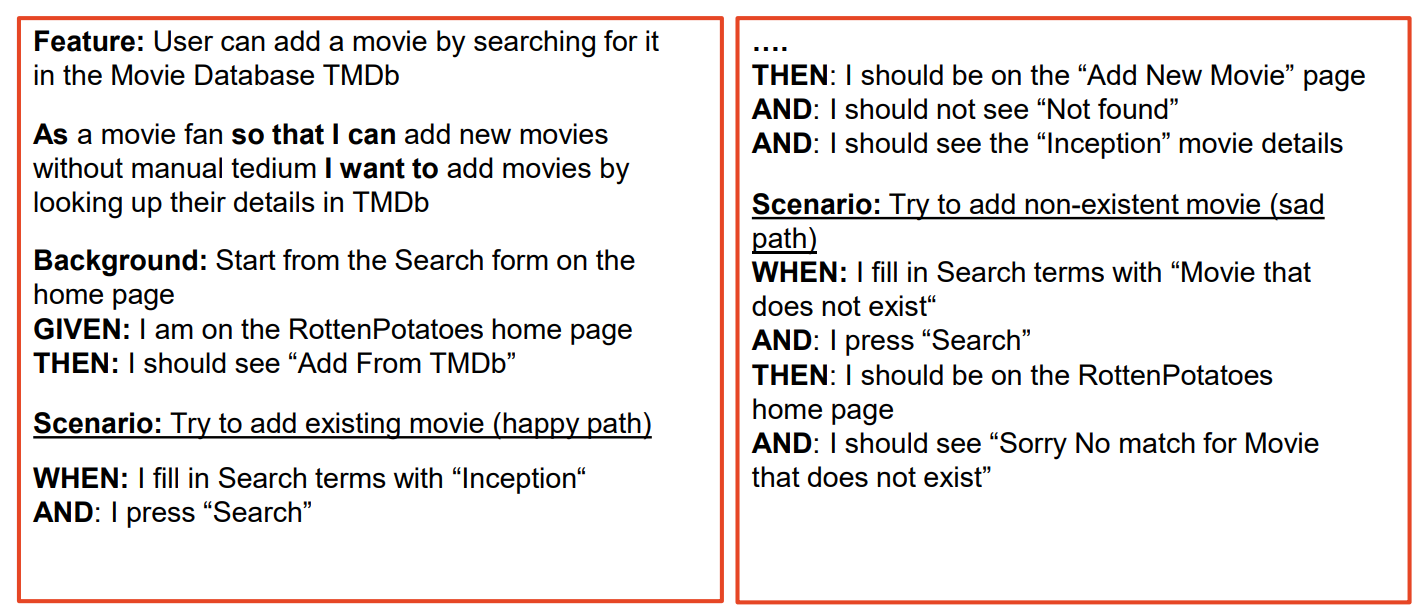 Feature: User can add a movie by searching for it
in the Movie Database TMDb
As a movie fan so that I can add new movies
without manual tedium I want to add movies by
looking up their details in TMDb
Background: Start from the Search form on the
home page
GIVEN: I am on the RottenPotatoes home page
THEN: I should see “Add From TMDb”
Scenario: Try to add existing movie (happy path)
WHEN: I fill in Search terms with “Inception“
AND: I press “Search”
....
THEN: I should be on the “Add New Movie” page
AND: I should not see “Not found”
AND: I should see the “Inception” movie details
Scenario: Try to add non-existent movie (sad
path)
WHEN: I fill in Search terms with “Movie that
does not exist“
AND: I press “Search”
THEN: I should be on the RottenPotatoes
home page
AND: I should see “Sorry No match for Movie
that does not exist”